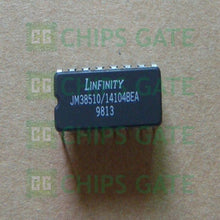 CHIPS GATE
LINFINITY
JM38510/14104BEA
9813
CHIPS GATE
CHIPS GATE